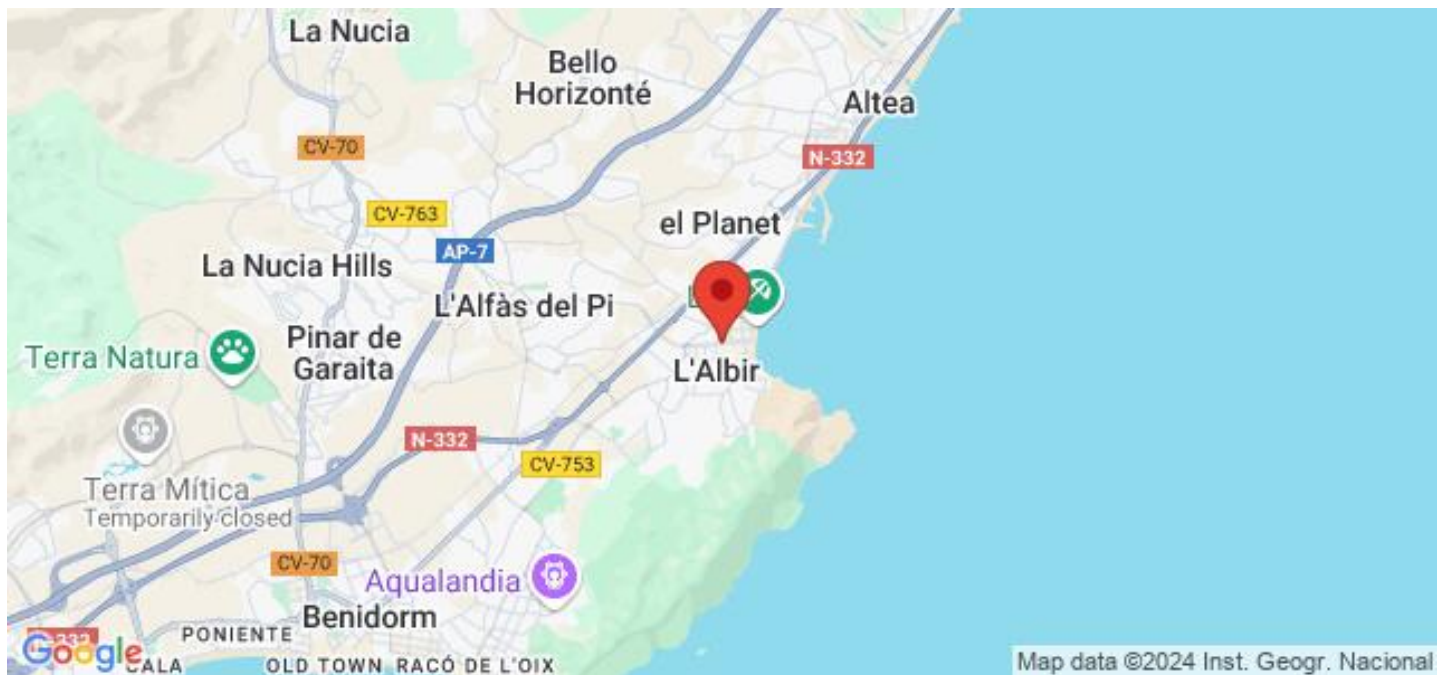 La Nucia
Bello
Horizonté
Altea
CV-70
N-332
CV-763
el Planet
AP-7
La Nucia Hills
L'Alfàs del Pi
Terra Natura
Pinar de
Garaita
L'Albir
N-332
CV-753
Terra Mítica
Temporarily closed
CV-70
Aqualandia
Benidorm
PONIENTE
Google
CALA
OLD TOWN
RACÓ DE L'OIX
Map data ©2024 Inst. Geogr. Nacional